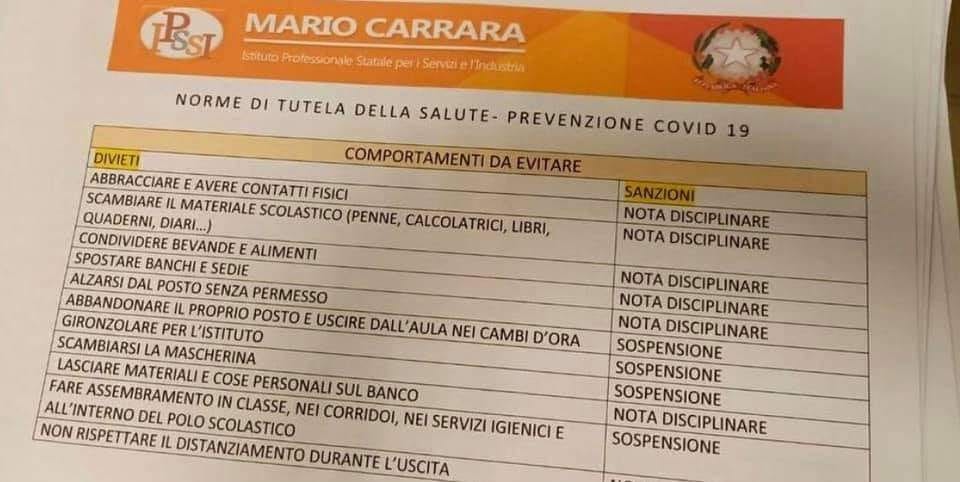 IPSSI
MARIO CARRARA
Istituto Professionale Statale per i Servizi e l'Industria
NORME DI TUTELA DELLA SALUTE- PREVENZIONE COVID 19
COMPORTAMENTI DA EVITARE
DIVIETI SANZIONI
ABBRACCIARE E AVERE CONTATTI FISICI NOTA DISCIPLINARE
SCAMBIARE IL MATERIALE SCOLASTICO (PENNE, CALCOLATRICI, LIBRI, NOTA DISCIPLINARE
QUADERNI, DIARI...)
CONDIVIDERE BEVANDE E ALIMENTI NOTA DISCIPLINARE
SPOSTARE BANCHI E SEDIE NOTA DISCIPLINARE
ALZARSI DAL POSTO SENZA PERMESSO NOTA DISCIPLINARE
ABBANDONARE IL PROPRIO POSTO E USCIRE DALL'AULA NEI CAMBI D'ORA SOSPENSIONE
GIRONZOLARE PER L'ISTITUTO SOSPENSIONE
SCAMBIARSI LA MASCHERINA SOSPENSIONE
LASCIARE MATERIALI E COSE PERSONALI SUL BANCO NOTA DISCIPLINARE
FARE ASSEMBRAMENTO IN CLASSE, NEI CORRIDOI, NEI SERVIZI IGIENICI E SOSPENSIONE
ALL'INTERNO DEL POLO SCOLASTICO
NON RISPETTARE IL DISTANZIAMENTO DURANTE L'USCITA